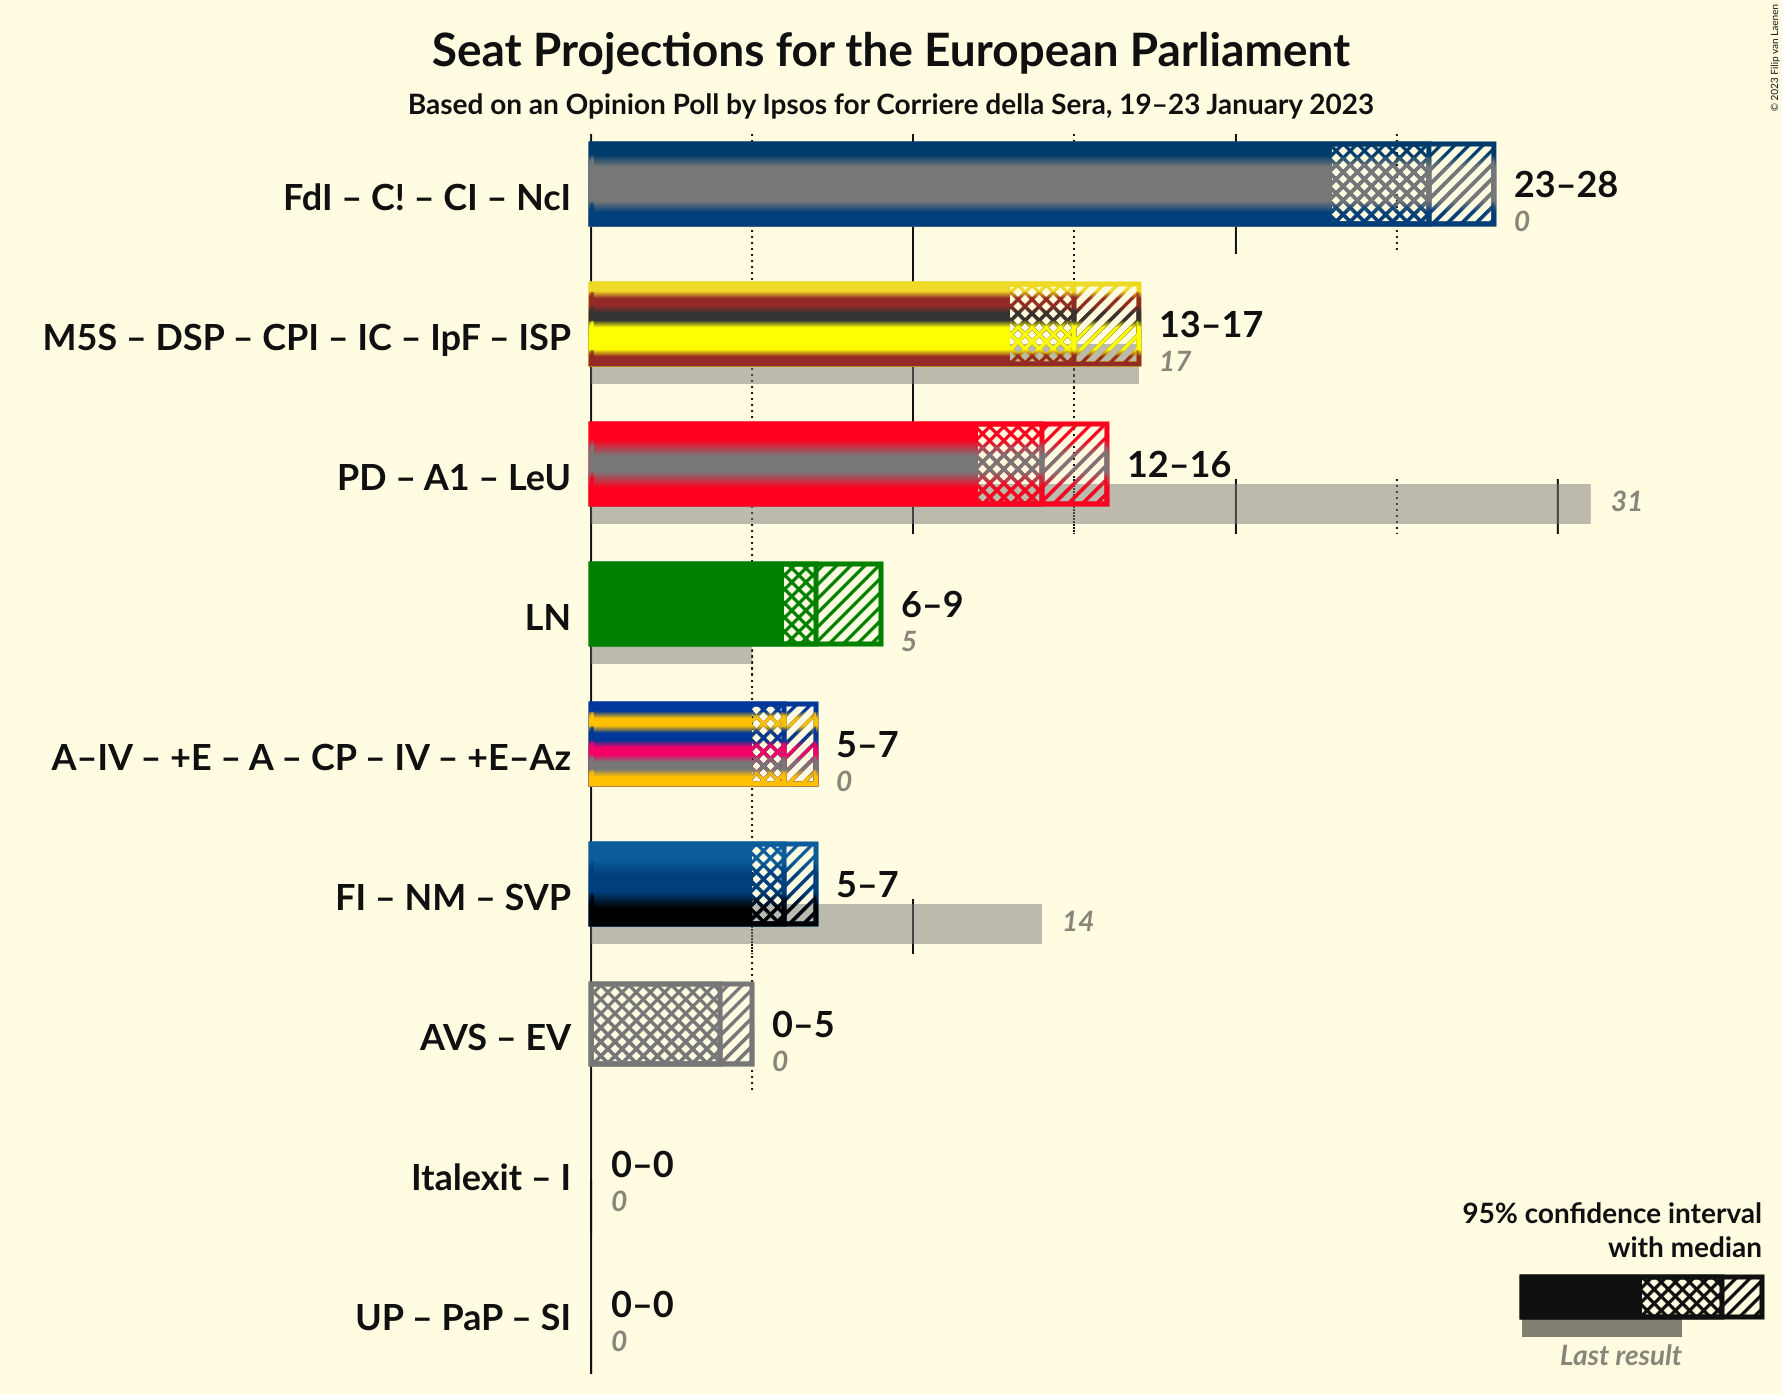 Seat Projections for the European Parliament
Based on an Opinion Poll by Ipsos for Corriere della Sera, 19–23 January 2023
© 2023 Filip van Laenen
FdI – C! – CI – NcI
23–28
0
M5S – DSP – CPI – IC – IpF – ISP
13–17
17
PD – A1 – LeU
12–16
31
LN
6–9
5
A–IV – +E – A – CP – IV – +E–Az
5–7
0
FI – NM – SVP
5–7
14
AVS – EV
0–5
0
Italexit – I
0–0
0
UP – PaP – SI
0–0
0
95% confidence interval
with median
Last result